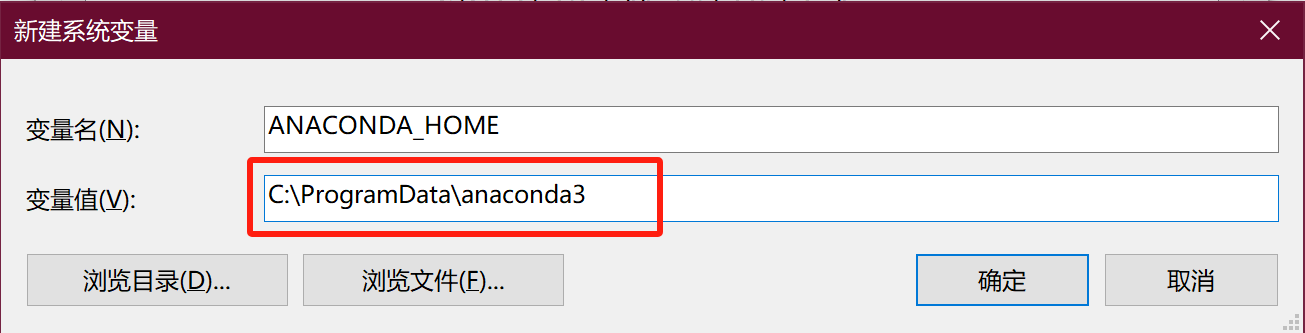 新建系统变量
变量名(N):
ANACONDA_HOME
变量值(V):
C:\ProgramData\anaconda3
浏览目录(D)...
浏览文件(F)...
确定
取消